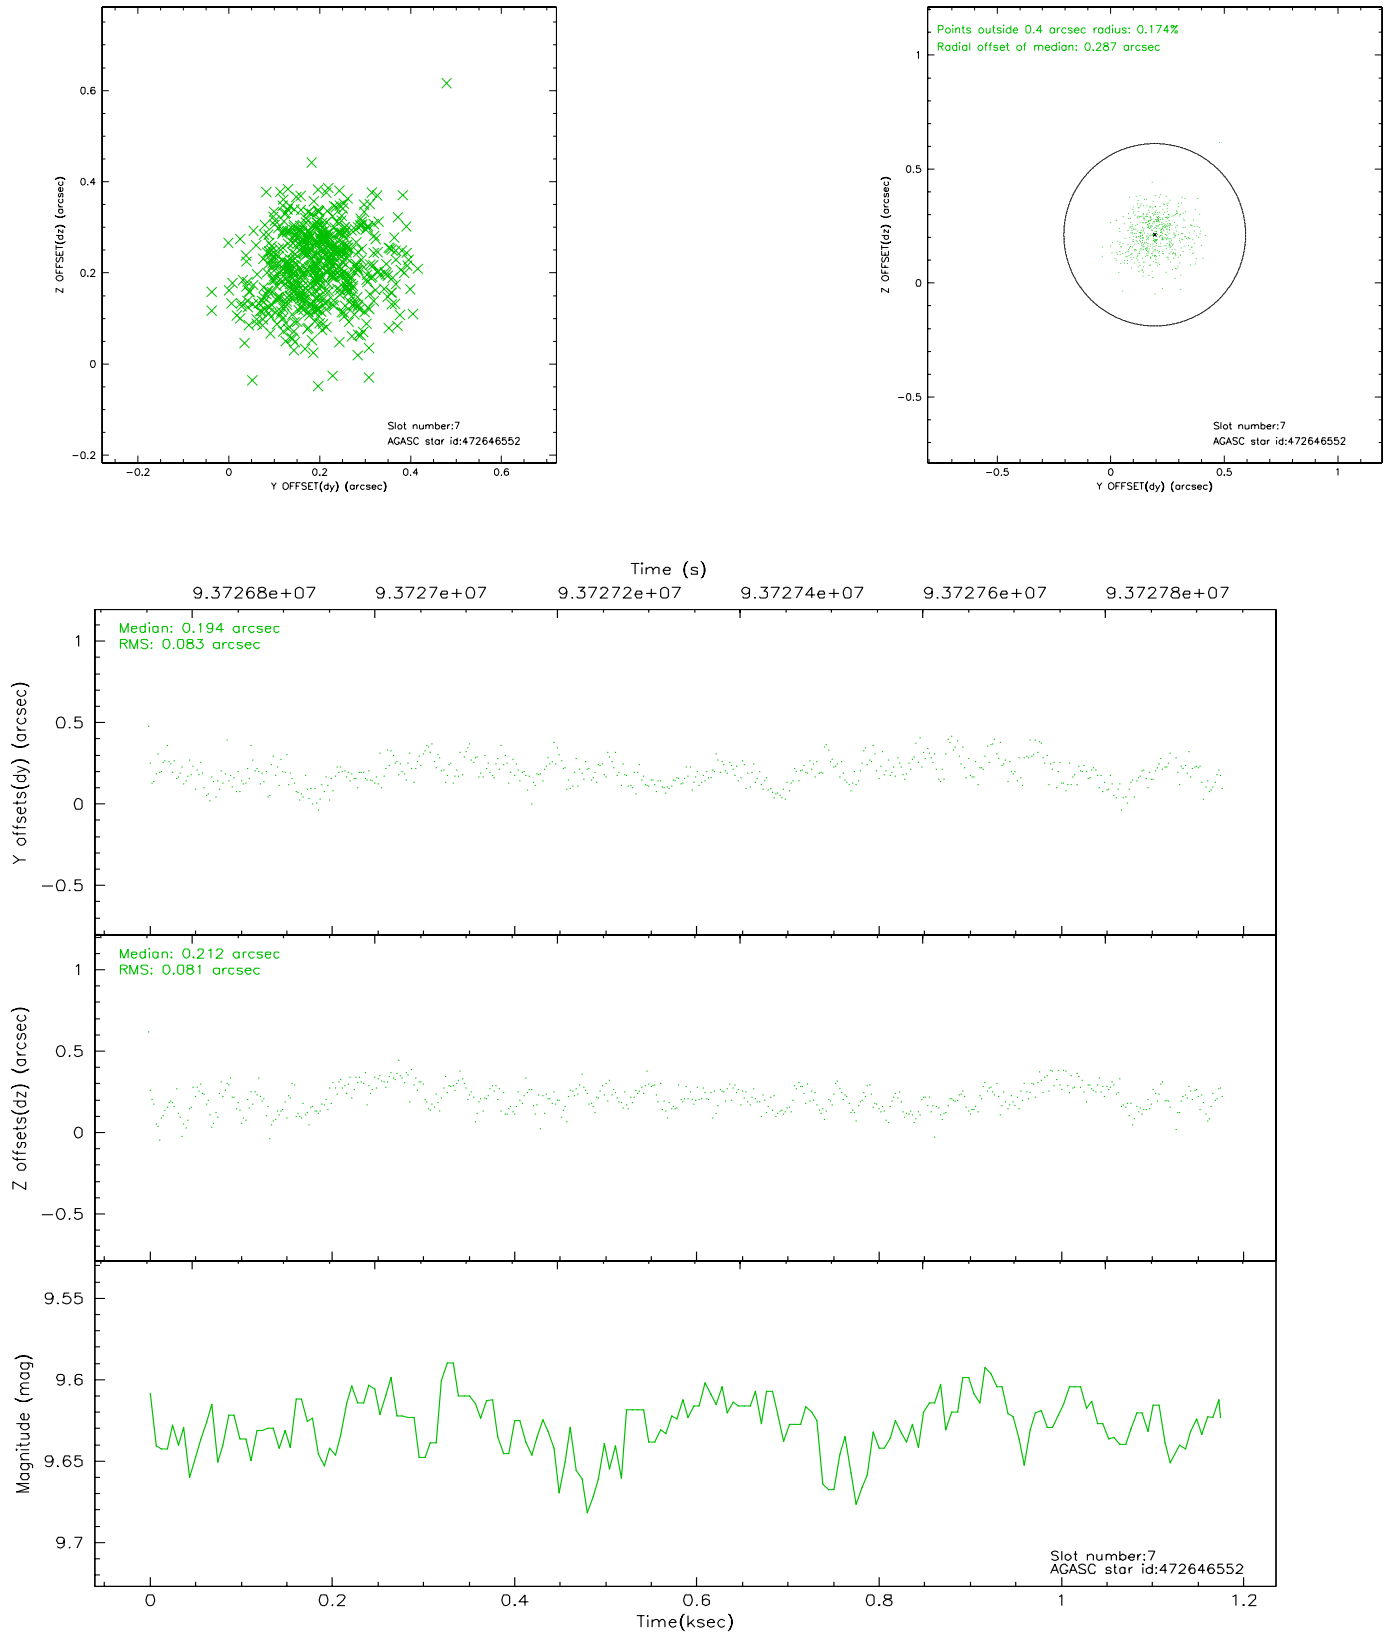 0.6
0.4
0.2
0
−0.2
Z OFFSET(dz) (arcsec)
Slot number:7
AGASC star id:472646552
−0.2 0 0.2 0.4 0.6
Y OFFSET(dy) (arcsec)
Points outside 0.4 arcsec radius: 0.174%
Radial offset of median: 0.287 arcsec
1
0.5
0
−0.5
Z OFFSET(dz) (arcsec)
Slot number:7
AGASC star id:472646552
−0.5 0 0.5 1
Y OFFSET(dy) (arcsec)
Time (s)
9.37268e+07 9.3727e+07 9.37272e+07 9.37274e+07 9.37276e+07 9.37278e+07
Median: 0.194 arcsec
RMS: 0.083 arcsec
1
0.5
0
−0.5
Y offsets(dy) (arcsec)
Median: 0.212 arcsec
RMS: 0.081 arcsec
1
0.5
0
−0.5
Z offsets(dz) (arcsec)
9.55
9.6
9.65
9.7
Magnitude (mag)
Slot number:7
AGASC star id:472646552
0 0.2 0.4 0.6 0.8 1 1.2
Time(ksec)